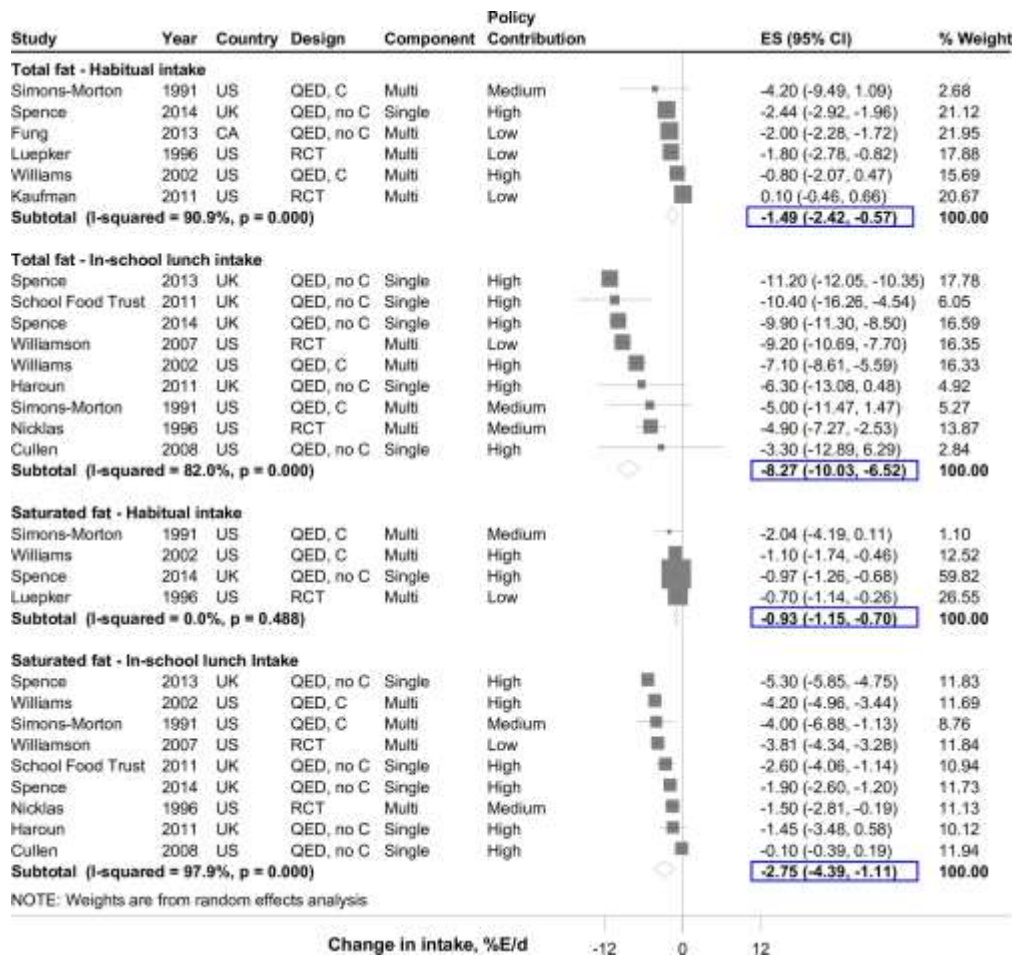 Policy
Study Year Country Design Component Contribution ES (95% CI) % Weight
Total fat - Habitual intake
Simons-Morton 1991 US QED, C Multi Medium -4.20 (-9.49, 1.09) 2.68
Spence 2014 UK QED, no C Single High -2.44 (-2.92, -1.96) 21.12
Fung 2013 CA QED, no C Multi Low -2.00 (-2.28, -1.72) 21.95
Luepker 1996 US RCT Multi Low -1.80 (-2.78, -0.82) 17.88
Williams 2002 US QED, C Multi High -0.80 (-2.07, 0.47) 15.69
Kaufman 2011 US RCT Multi Low 0.10 (-0.46, 0.66) 20.67
Subtotal (I-squared = 90.9%, p = 0.000) -1.49 (-2.42, -0.57) 100.00
Total fat - In-school lunch intake
Spence 2013 UK QED, no C Single High -11.20 (-12.05, -10.35) 17.78
School Food Trust 2011 UK QED, no C Single High -10.40 (-16.26, -4.54) 6.05
Spence 2014 UK QED, no C Single High -9.90 (-11.30, -8.50) 16.59
Williamson 2007 US RCT Multi Low -9.20 (-10.69, -7.70) 16.35
Williams 2002 US QED, C Multi High -7.10 (-8.61, -5.59) 16.33
Haroun 2011 UK QED, no C Single High -6.30 (-13.08, 0.48) 4.92
Simons-Morton 1991 US QED, C Multi Medium -5.00 (-11.47, 1.47) 5.27
Nicklas 1996 US RCT Multi Medium -4.90 (-7.27, -2.53) 13.87
Cullen 2008 US QED, no C Single High -3.30 (-12.89, 6.29) 2.84
Subtotal (I-squared = 82.0%, p = 0.000) -8.27 (-10.03, -6.52) 100.00
Saturated fat - Habitual intake
Simons-Morton 1991 US QED, C Multi Medium -2.04 (-4.19, 0.11) 1.10
Williams 2002 US QED, C Multi High -1.10 (-1.74, -0.46) 12.52
Spence 2014 UK QED, no C Single High -0.97 (-1.26, -0.68) 59.82
Luepker 1996 US RCT Multi Low -0.70 (-1.14, -0.26) 26.55
Subtotal (I-squared = 0.0%, p = 0.488) -0.93 (-1.15, -0.70) 100.00
Saturated fat - In-school lunch Intake
Spence 2013 UK QED, no C Single High -5.30 (-5.85, -4.75) 11.83
Williams 2002 US QED, C Multi High -4.20 (-4.96, -3.44) 11.69
Simons-Morton 1991 US QED, C Multi Medium -4.00 (-6.88, -1.13) 8.76
Williamson 2007 US RCT Multi Low -3.81 (-4.34, -3.28) 11.84
School Food Trust 2011 UK QED, no C Single High -2.60 (-4.06, -1.14) 10.94
Spence 2014 UK QED, no C Single High -1.90 (-2.60, -1.20) 11.73
Nicklas 1996 US RCT Multi Medium -1.50 (-2.81, -0.19) 11.13
Haroun 2011 UK QED, no C Single High -1.45 (-3.48, 0.58) 10.12
Cullen 2008 US QED, no C Single High -0.10 (-0.39, 0.19) 11.94
Subtotal (I-squared = 97.9%, p = 0.000) -2.75 (-4.39, -1.11) 100.00
NOTE: Weights are from random effects analysis
Change in intake, %E/d -12 0 12